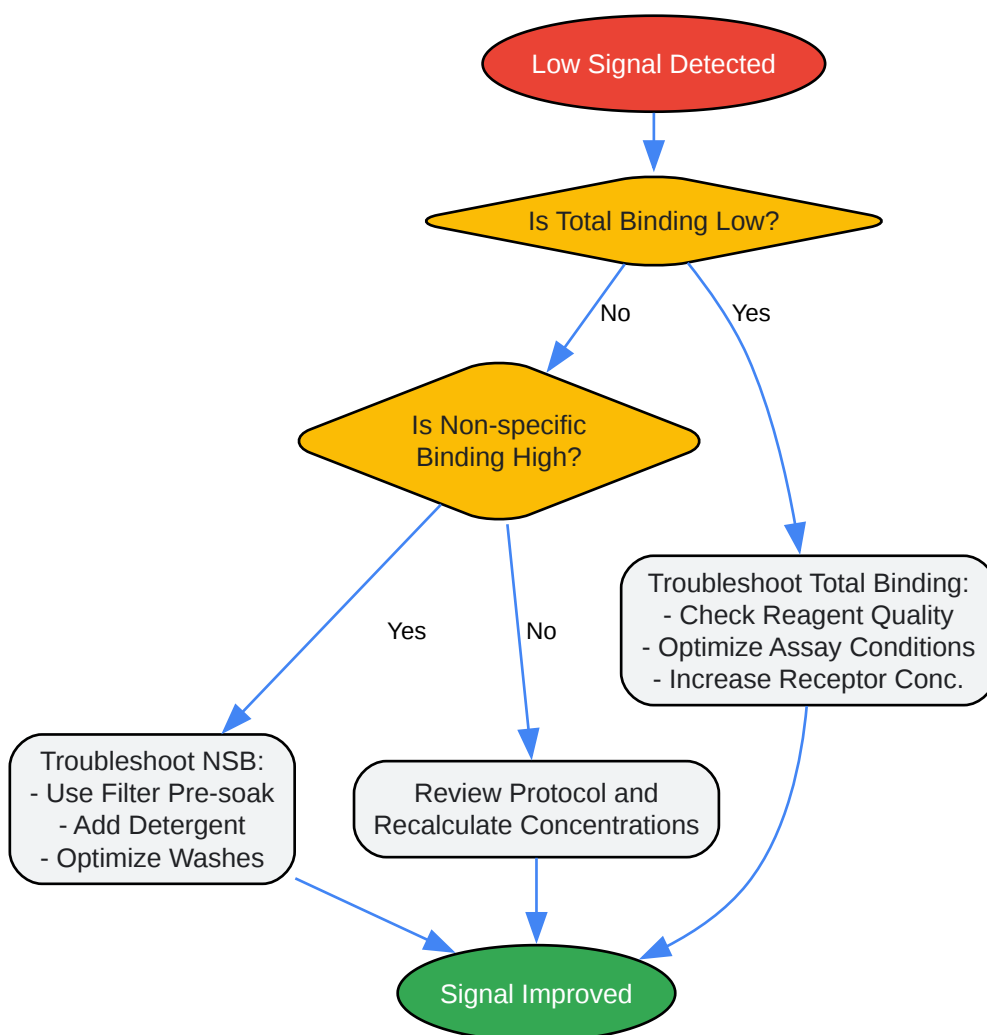 Low Signal Detected
Is Total Binding Low?
No
Yes
Is Non-specific
Binding High?
Yes
No
Troubleshoot Total Binding:
- Check Reagent Quality
- Optimize Assay Conditions
- Increase Receptor Conc.
Troubleshoot NSB:
- Use Filter Pre-soak
- Add Detergent
- Optimize Washes
Review Protocol and
Recalculate Concentrations
Signal Improved